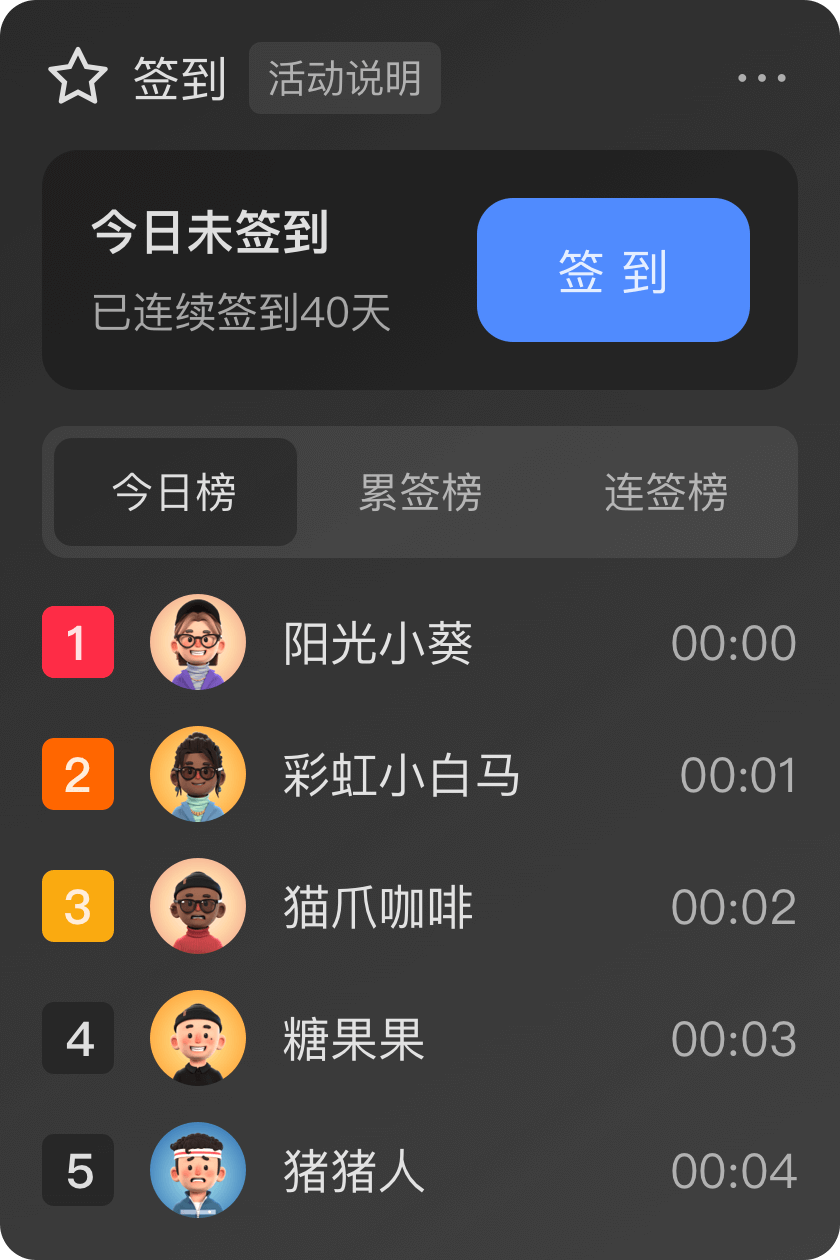 签到 活动说明
今日未签到
已连续签到40天
签 到
今日榜 累签榜 连签榜
1 阳光小葵 00:00
2 彩虹小白马 00:01
3 猫爪咖啡 00:02
4 糖果果 00:03
5 猪猪人 00:04